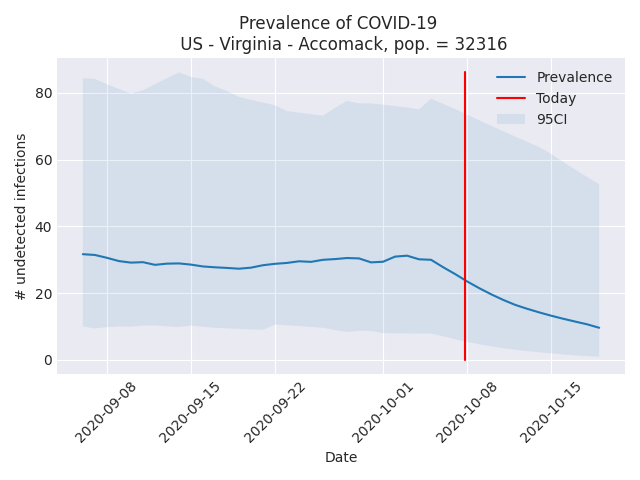 Prevalence of COVID-19
US - Virginia - Accomack, pop. = 32316
Prevalence
Today
95CI
# undetected infections
80
60
40
20
0
2020-09-08
2020-09-15
2020-09-22
2020-10-01
2020-10-08
2020-10-15
Date